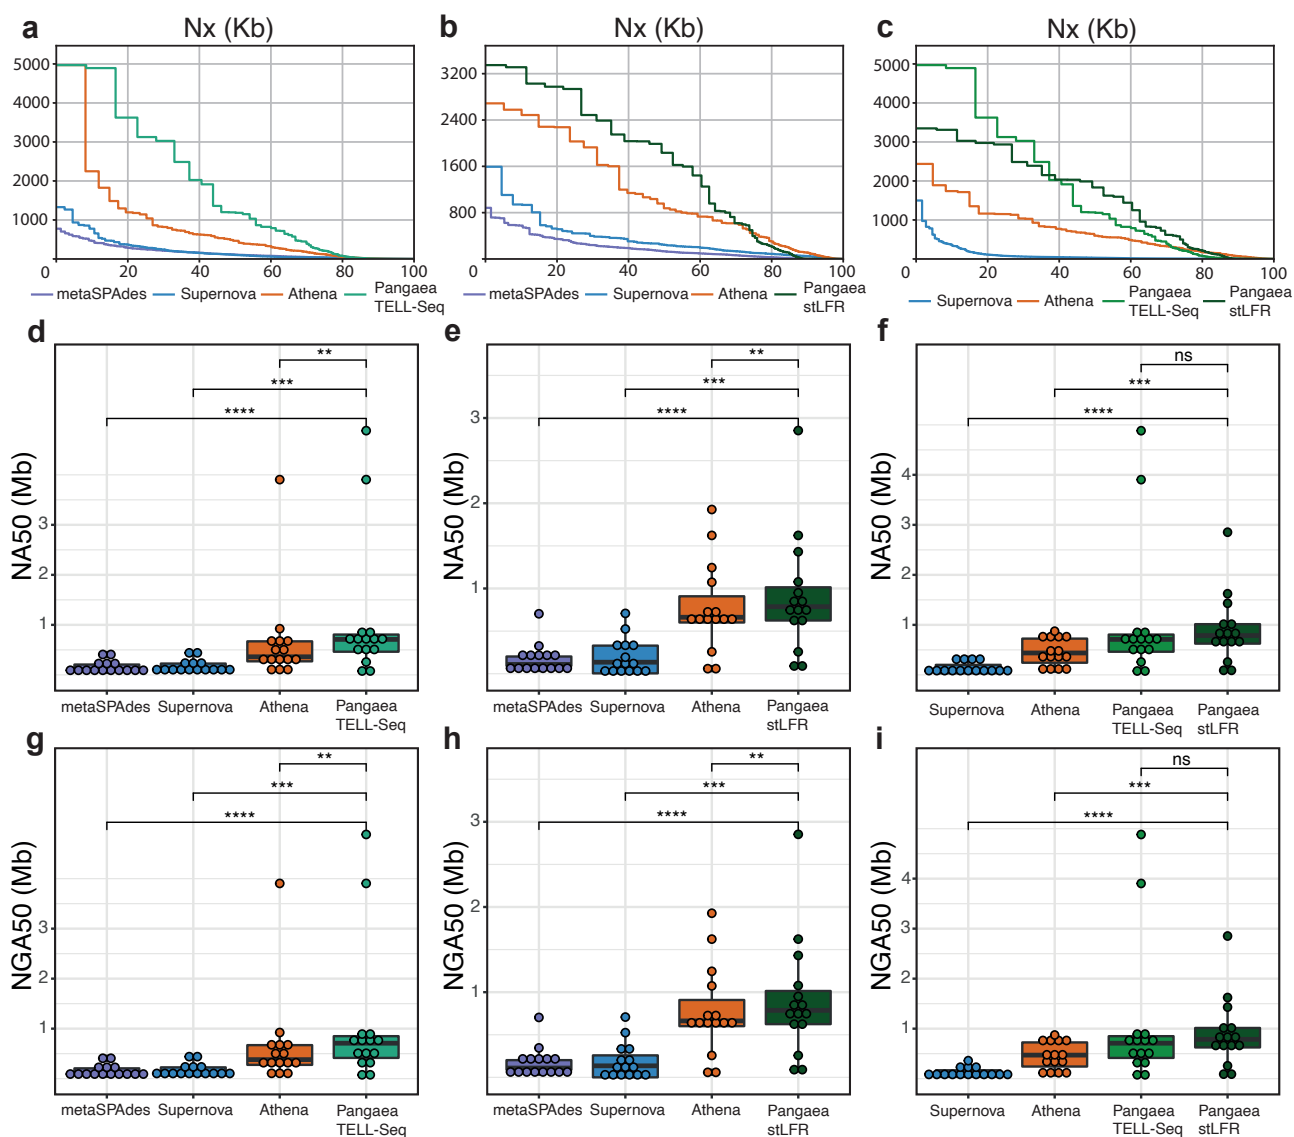 a
Nx (Kb)
5000
4000
3000
2000
1000
0
20
40
60
80
100
metaSPAdes
Supernova
Athena
Pangaea
TELL-Seq
b
Nx (Kb)
3200
2400
1600
800
0
20
40
60
80
100
metaSPAdes
Supernova
Athena
Pangaea
stLFR
c
Nx (Kb)
5000
4000
3000
2000
1000
0
20
40
60
80
100
Supernova
Athena
Pangaea
TELL-Seq
Pangaea
stLFR
d
NA50 (Mb)
3
2
1
**
***
****
metaSPAdes
Supernova
Athena
Pangaea
TELL-Seq
e
NA50 (Mb)
3
2
1
**
***
****
metaSPAdes
Supernova
Athena
Pangaea
stLFR
f
NA50 (Mb)
4
3
2
1
ns
***
****
Supernova
Athena
Pangaea
TELL-Seq
Pangaea
stLFR
g
NGA50 (Mb)
3
2
1
**
***
****
metaSPAdes
Supernova
Athena
Pangaea
TELL-Seq
h
NGA50 (Mb)
3
2
1
**
***
****
metaSPAdes
Supernova
Athena
Pangaea
stLFR
i
NGA50 (Mb)
4
3
2
1
ns
***
****
Supernova
Athena
Pangaea
TELL-Seq
Pangaea
stLFR